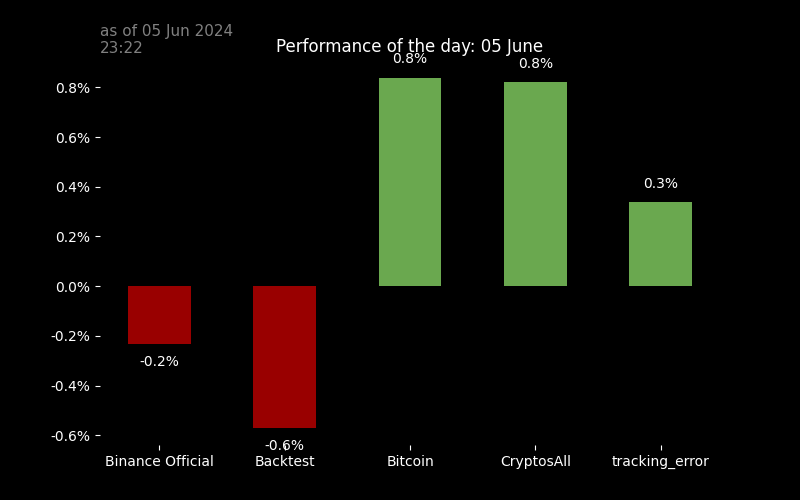 as of 05 Jun 2024
23:22
Performance of the day: 05 June
0.8%
0.8%
0.8%
0.6%
0.4%
0.3%
0.2%
0.0%
-0.2%
-0.2%
-0.4%
-0.6%
-0.6%
Binance Official
Backtest
Bitcoin
CryptosAll
tracking_error